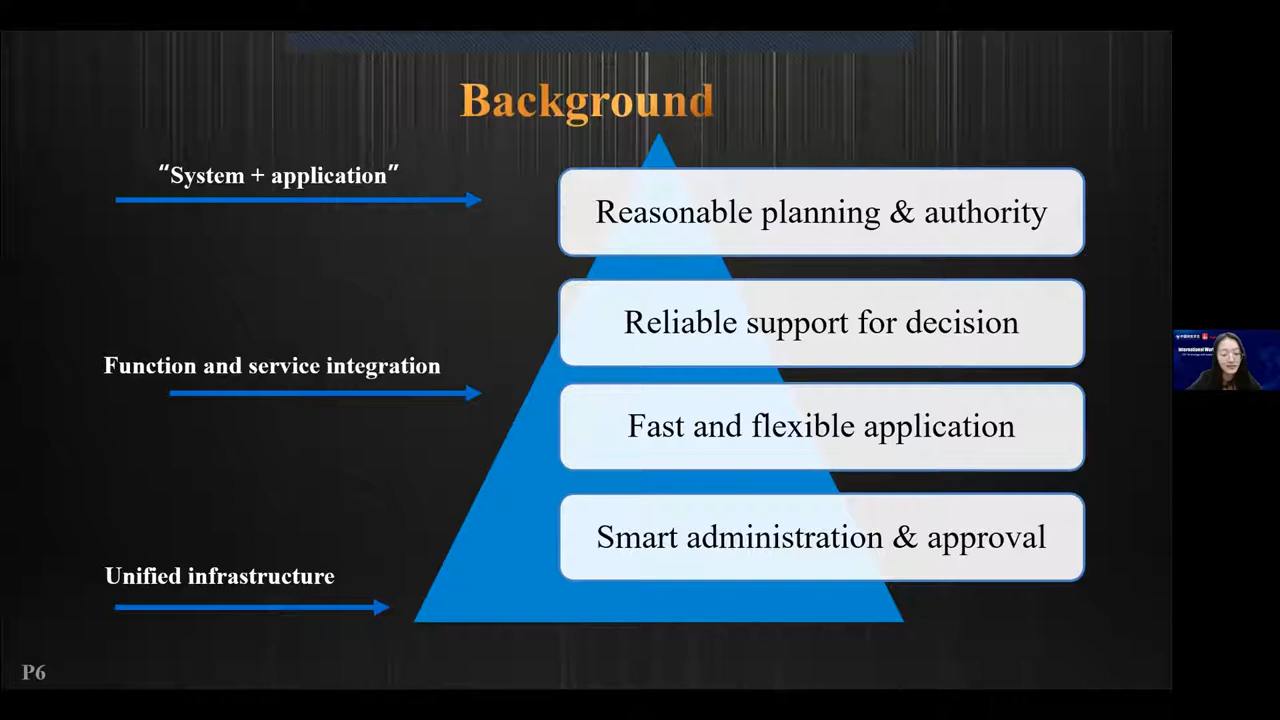 Background
“System + application”
Reasonable planning & authority
Reliable support for decision
Function and service integration
Fast and flexible application
Smart administration & approval
Unified infrastructure
P6
International